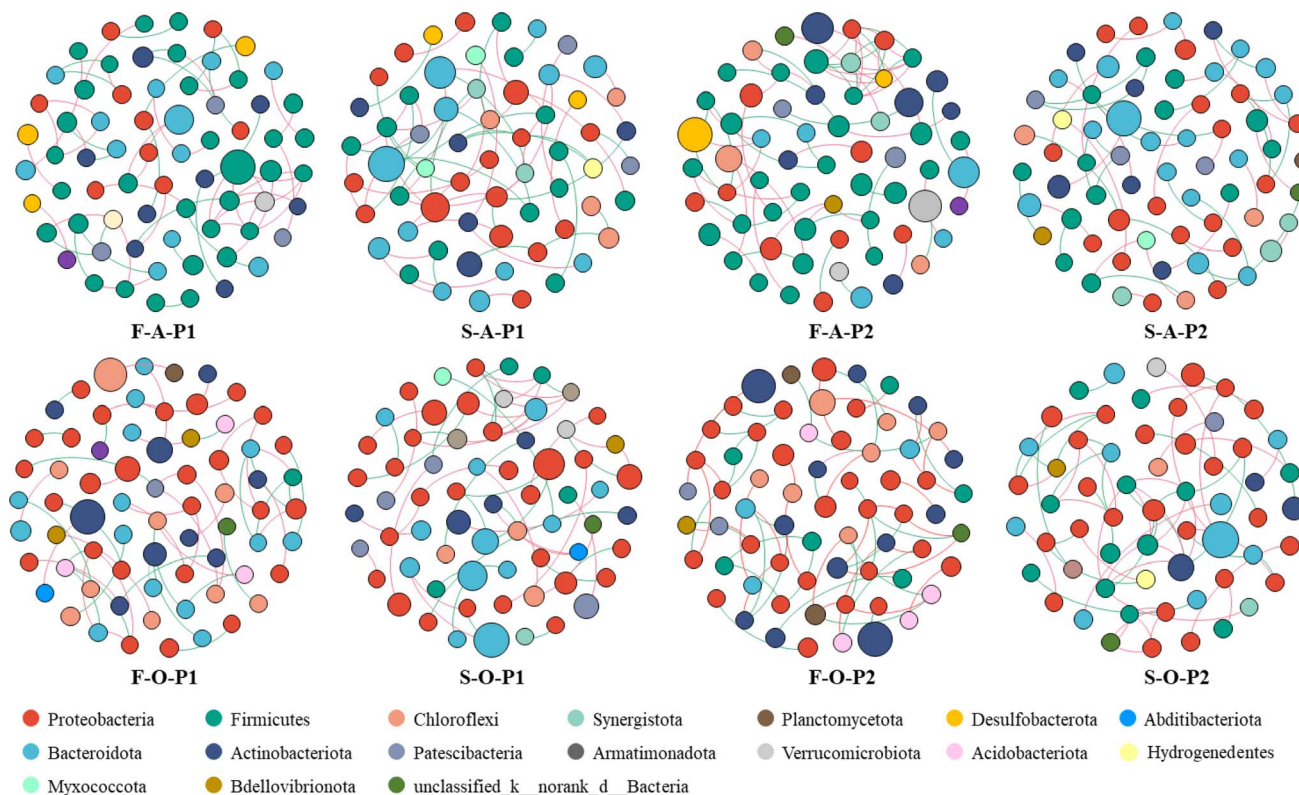 F-A-P1 S-A-P1 F-A-P2 S-A-P2
F-O-P1 S-O-P1 F-O-P2 S-O-P2
Proteobacteria Firmicutes Chloroflexi Synergistota Planctomycetota Desulfobacterota Abditibacteriota
Bacteroidota Actinobacteriota Patescibacteria Armatimonadota Verrucomicrobiota Acidobacteriota Hydrogenedentes
Myxococcota Bdellovibrionota unclassified_k__norank_d__Bacteria